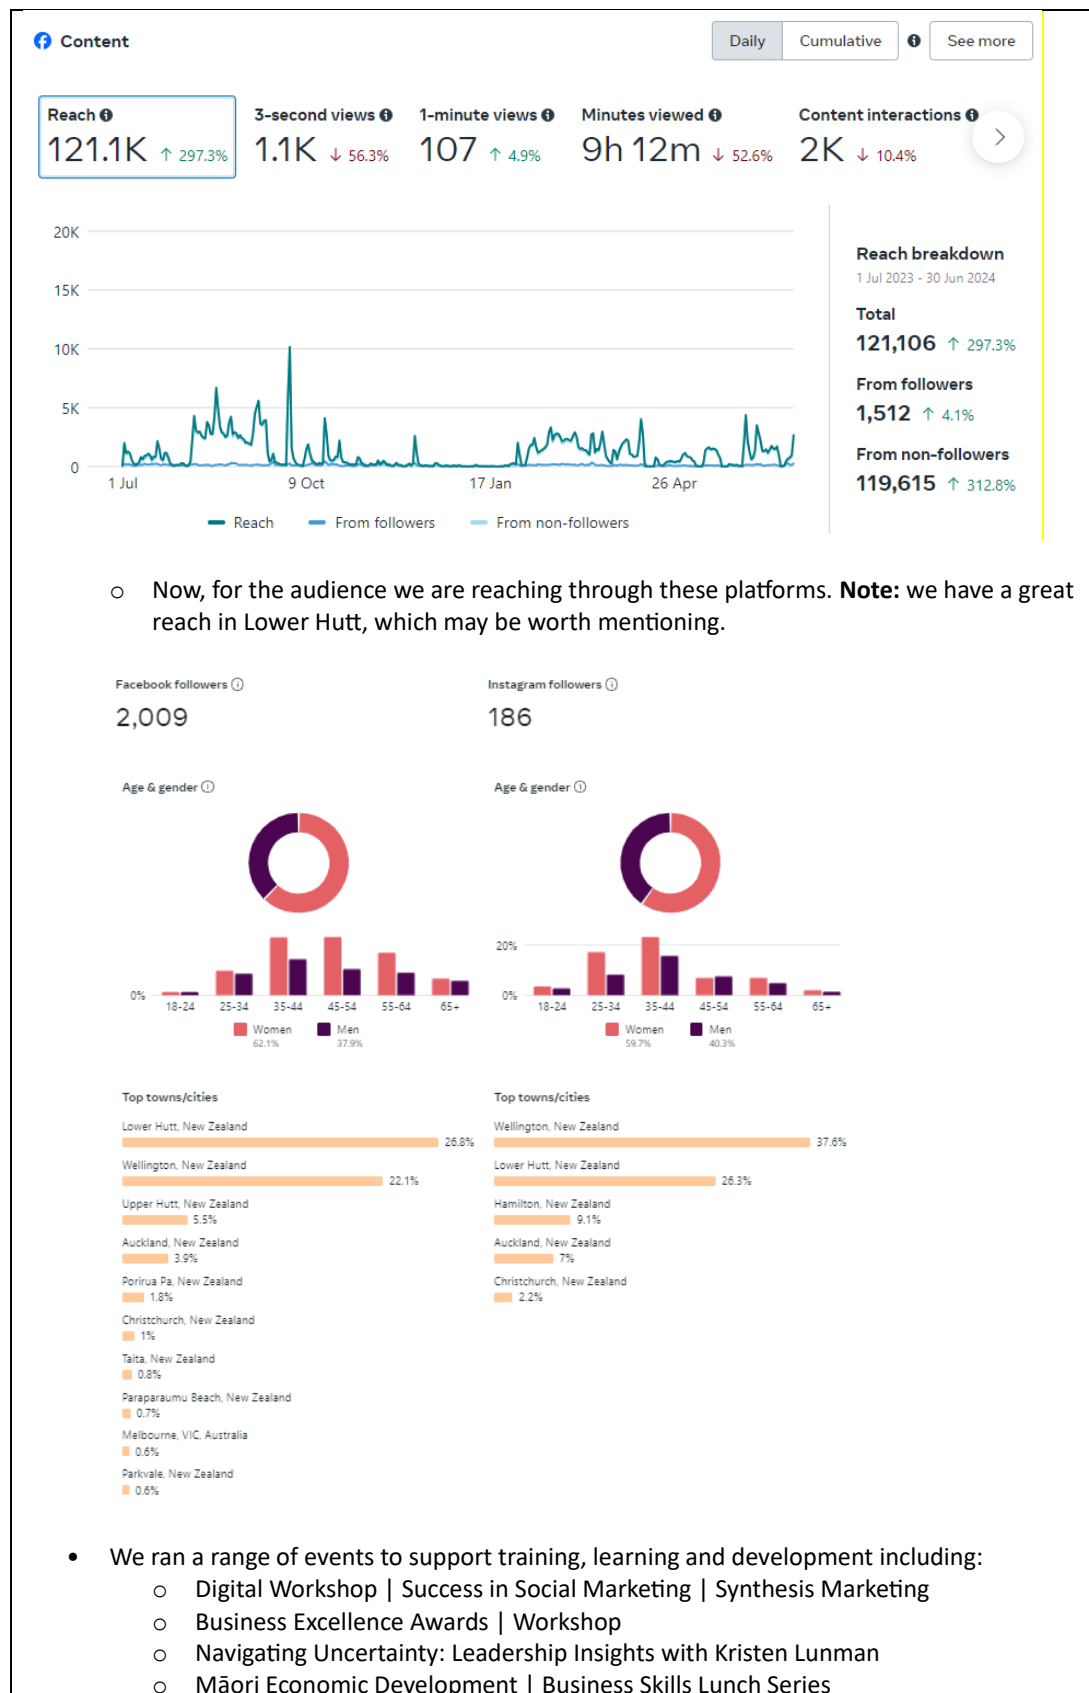 Content
Daily Cumulative See more
Reach 3-second views 1-minute views Minutes viewed Content interactions
121.1K ↑ 297.3% 1.1K ↓ 56.3% 107 ↑ 4.9% 9h 12m ↓ 52.6% 2K ↓ 10.4%
20K
15K
10K
5K
0
1 Jul 9 Oct 17 Jan 26 Apr
Reach From followers From non-followers
Reach breakdown
1 Jul 2023 - 30 Jun 2024
Total
121,106 ↑ 297.3%
From followers
1,512 ↑ 4.1%
From non-followers
119,615 ↑ 312.8%
o Now, for the audience we are reaching through these platforms. Note: we have a great
reach in Lower Hutt, which may be worth mentioning.
Facebook followers
2,009
Age & gender
0%
18-24 25-34 35-44 45-54 55-64 65+
Women Men
62.1% 37.9%
Top towns/cities
Lower Hutt, New Zealand
26.8%
Wellington, New Zealand
22.1%
Upper Hutt, New Zealand
5.5%
Auckland, New Zealand
3.9%
Porirua Pa, New Zealand
1.8%
Christchurch, New Zealand
1%
Taita, New Zealand
0.8%
Paraparaumu Beach, New Zealand
0.7%
Melbourne, VIC, Australia
0.6%
Parkvale, New Zealand
0.6%
Instagram followers
186
Age & gender
20%
0%
18-24 25-34 35-44 45-54 55-64 65+
Women Men
59.7% 40.3%
Top towns/cities
Wellington, New Zealand
37.6%
Lower Hutt, New Zealand
26.3%
Hamilton, New Zealand
9.1%
Auckland, New Zealand
7%
Christchurch, New Zealand
2.2%
• We ran a range of events to support training, learning and development including:
o Digital Workshop | Success in Social Marketing | Synthesis Marketing
o Business Excellence Awards | Workshop
o Navigating Uncertainty: Leadership Insights with Kristen Lunman
o Māori Economic Development | Business Skills Lunch Series